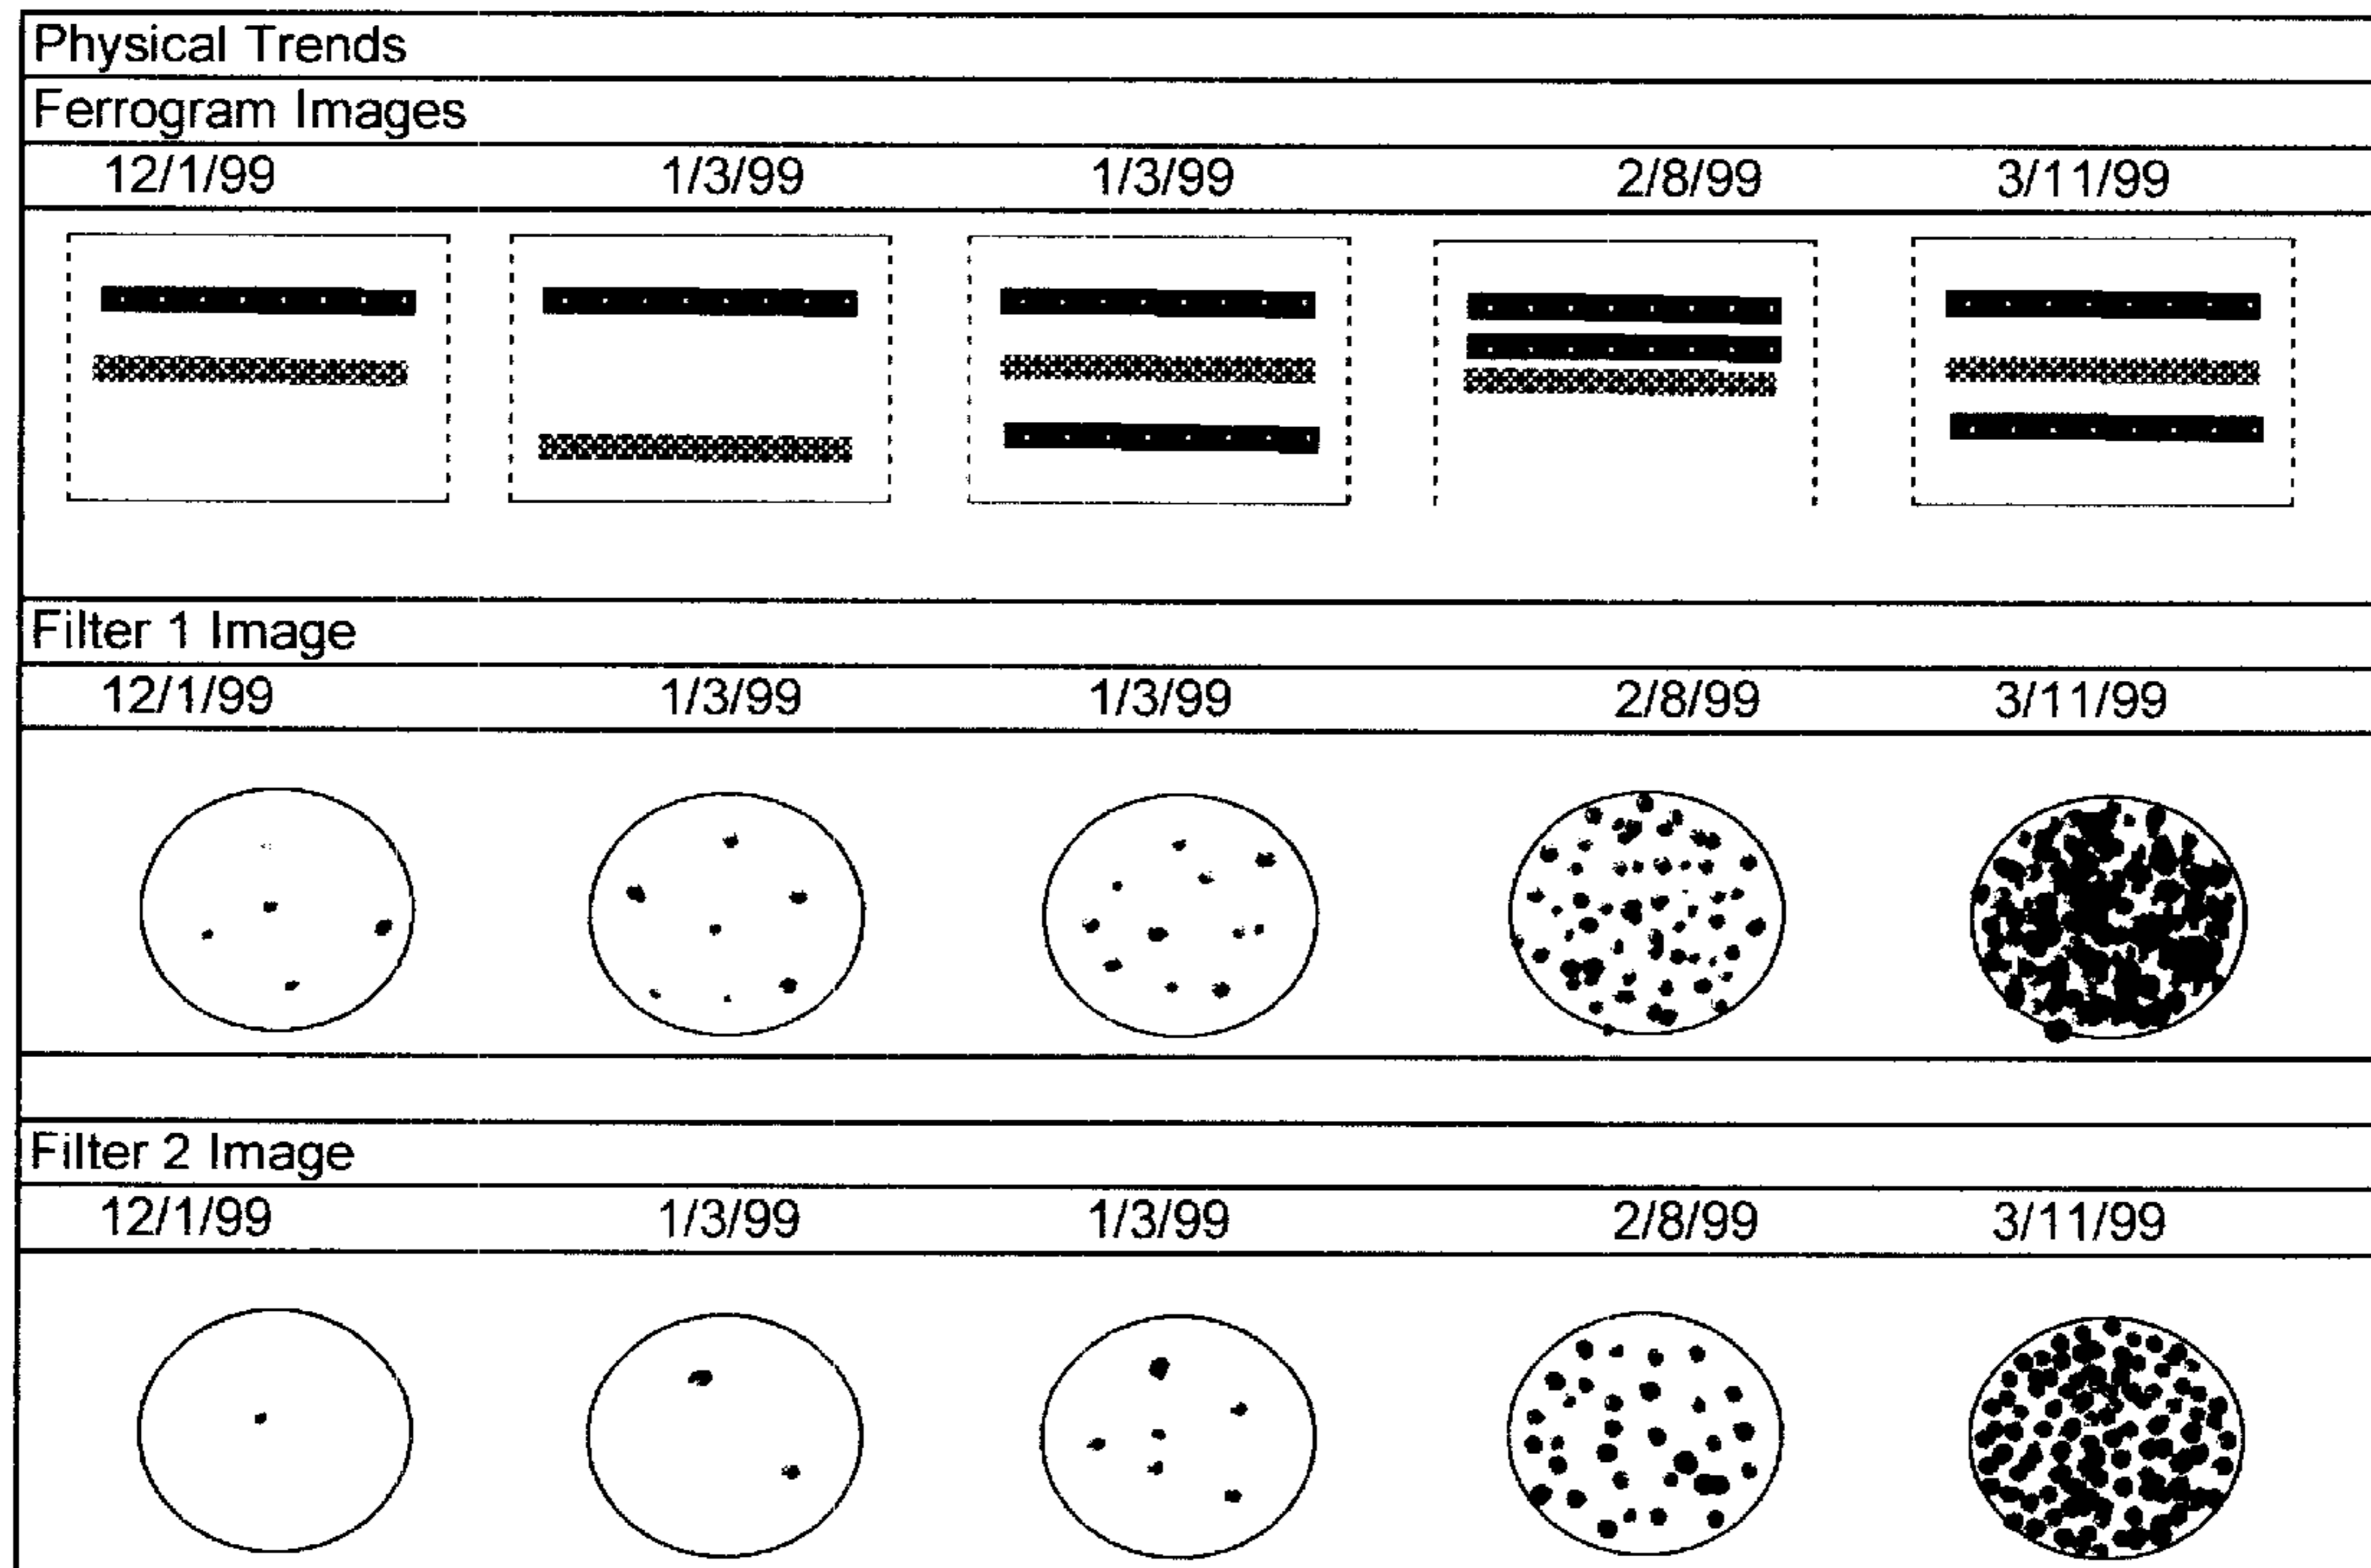 Physical Trends
Ferrogram Images
12/1/99 1/3/99 1/3/99 2/8/99 3/11/99
Filter 1 Image
12/1/99 1/3/99 1/3/99 2/8/99 3/11/99
Filter 2 Image
12/1/99 1/3/99 1/3/99 2/8/99 3/11/99